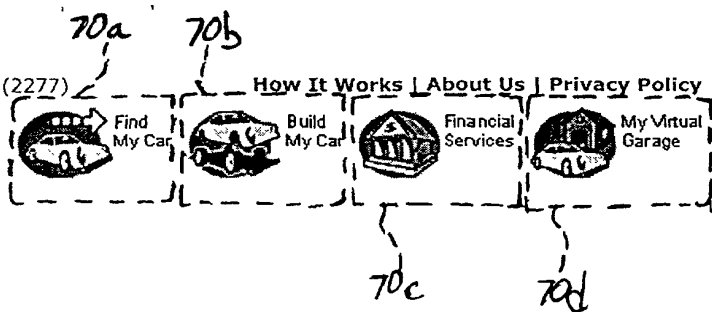 70a 70b
(2277) How It Works | About Us | Privacy Policy
Find My Car
Build My Car
Financial Services
My Virtual Garage
70c 70d